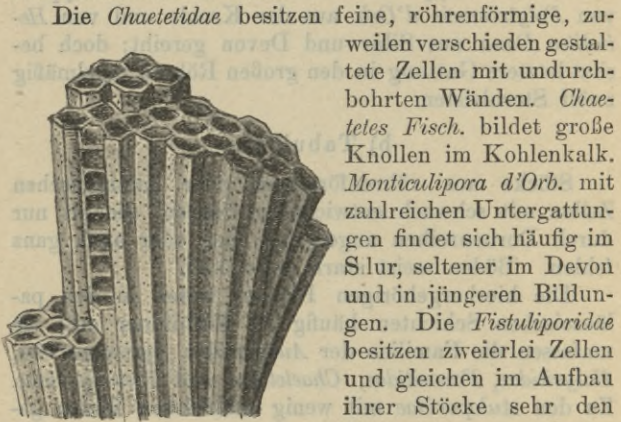 Die Chaetetidae besitzen feine, röhrenförmige, zu-
weilen verschieden gestal-
tete Zellen mit undurch-
bohrten Wänden. Chae-
tetes Fisch. bildet große
Knollen im Kohlenkalk.
Monticulipora d'Orb. mit
zahlreichen Untergattun-
gen findet sich häufig im
Silur, seltener im Devon
und in jüngeren Bildun-
gen. Die Fistuliporidae
besitzen zweierlei Zellen
und gleichen im Aufbau
ihrer Stöcke sehr den